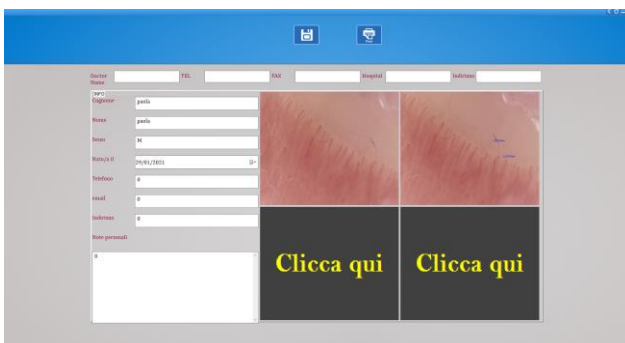 Doctor Name
TEL
FAX
Hospital
Indirizzo
INFO
Cognome
paola
Nome
paola
Sesso
M
Nato/a il
29/01/2021
Telefono
0
email
0
Indirizzo
0
Note personali
0
Clicca qui
Clicca qui